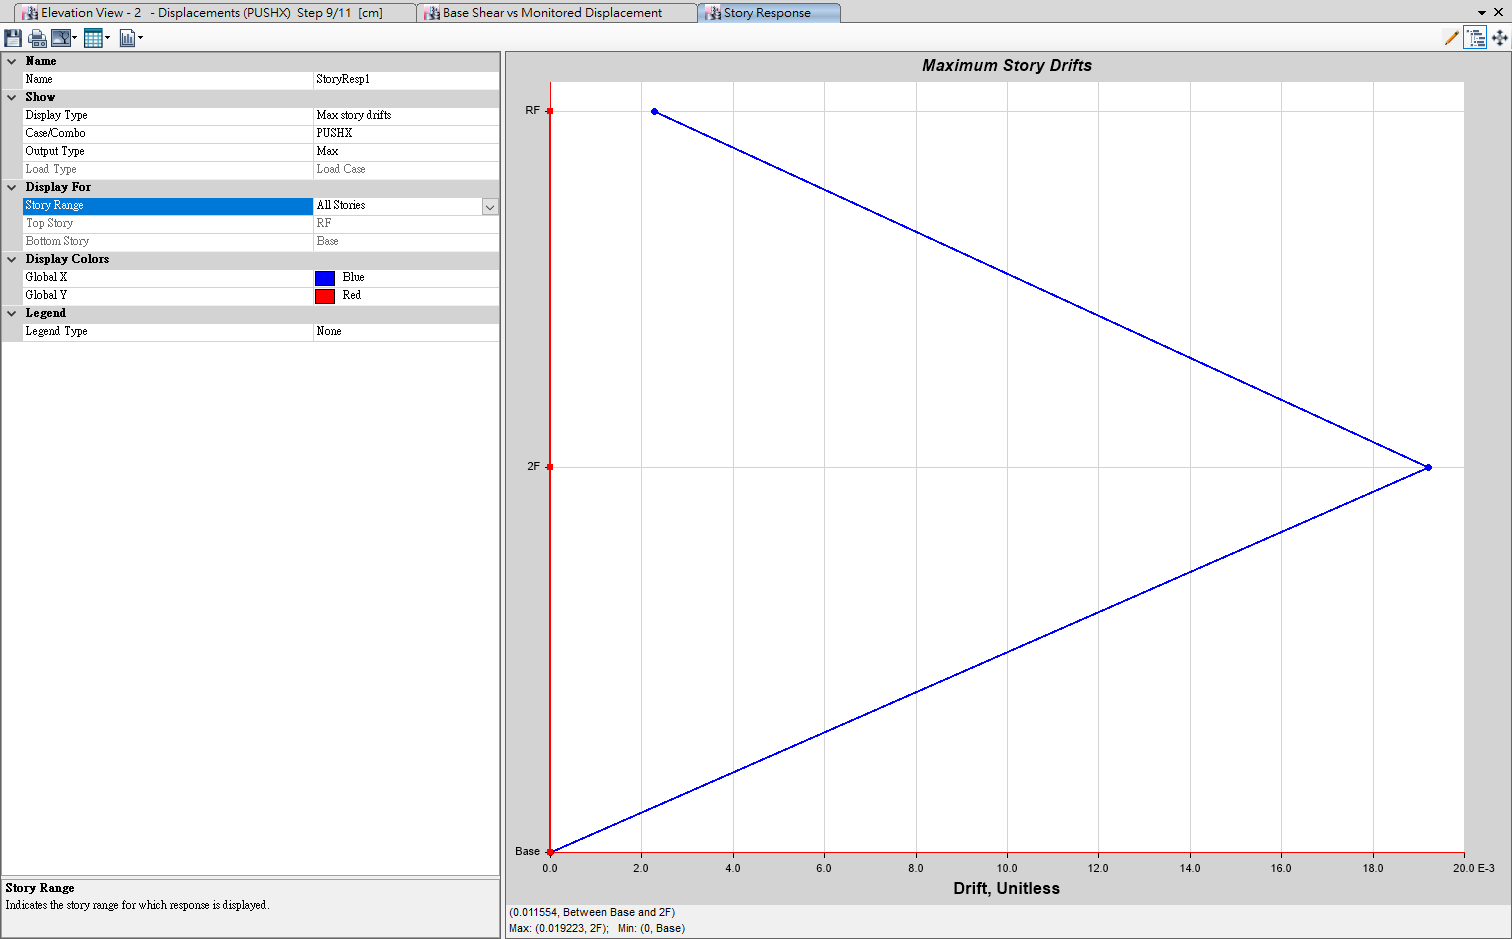 Elevation View - 2   - Displacements (PUSHX)  Step 9/11  [cm]
Base Shear vs Monitored Displacement
Story Response
Name
Name StoryResp1
Show
Display Type Max story drifts
Case/Combo PUSHX
Output Type Max
Load Type Load Case
Display For
Story Range All Stories
Top Story RF
Bottom Story Base
Display Colors
Global X Blue
Global Y Red
Legend
Legend Type None
Story Range
Indicates the story range for which response is displayed.
Maximum Story Drifts
RF
2F
Base
0.0 2.0 4.0 6.0 8.0 10.0 12.0 14.0 16.0 18.0 20.0 E-3
Drift, Unitless
(0.011554, Between Base and 2F)
Max: (0.019223, 2F);   Min: (0, Base)